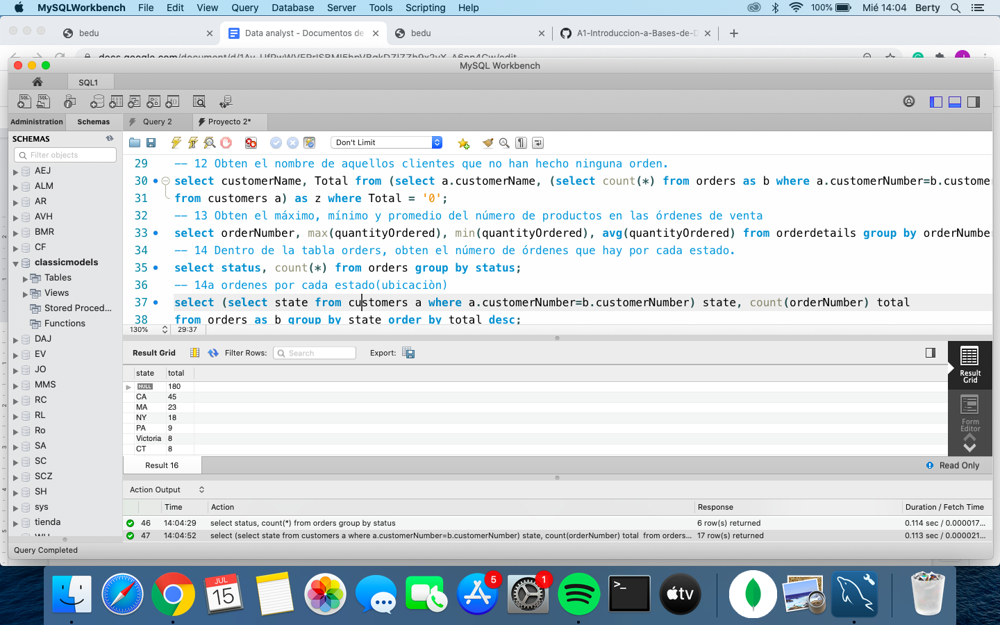 MySQLWorkbench File Edit View Query Database Server Tools Scripting Help 100% Mié 14:04 Berty
bedu Data analyst - Documentos de bedu A1-Introduccion-a-Bases-de-D
MySQL Workbench
SQL1
Administration Schemas Query 2 Proyecto 2*
SCHEMAS
Don't Limit
Filter objects
AEJ
ALM
AR
AVH
BMR
CF
classicmodels
Tables
Views
Stored Proced...
Functions
DAJ
EV
JO
MMS
RC
RL
Ro
SA
SC
SCZ
SH
sys
tienda
29 -- 12 Obten el nombre de aquellos clientes que no han hecho ninguna orden.
30 select customerName, Total from (select a.customerName, (select count(*) from orders as b where a.customerNumber=b.custome
31 from customers a) as z where Total = '0';
32 -- 13 Obten el máximo, mínimo y promedio del número de productos en las órdenes de venta
33 select orderNumber, max(quantityOrdered), min(quantityOrdered), avg(quantityOrdered) from orderdetails group by orderNumber
34 -- 14 Dentro de la tabla orders, obten el número de órdenes que hay por cada estado.
35 select status, count(*) from orders group by status;
36 -- 14a ordenes por cada estado(ubicaciòn)
37 select (select state from customers a where a.customerNumber=b.customerNumber) state, count(orderNumber) total
38 from orders as b group by state order by total desc;
130% 29:37
Result Grid Filter Rows: Search Export:
state total
NULL 180
CA 45
MA 23
NY 18
PA 9
Victoria 8
CT 8
Result Grid
Form Editor
Result 16 Read Only
Action Output
Time Action Response Duration / Fetch Time
46 14:04:29 select status, count(*) from orders group by status 6 row(s) returned 0.114 sec / 0.000017...
47 14:04:52 select (select state from customers a where a.customerNumber=b.customerNumber) state, count(orderNumber) total from orders... 17 row(s) returned 0.113 sec / 0.000021...
Query Completed
JUL
15
5
1
tv